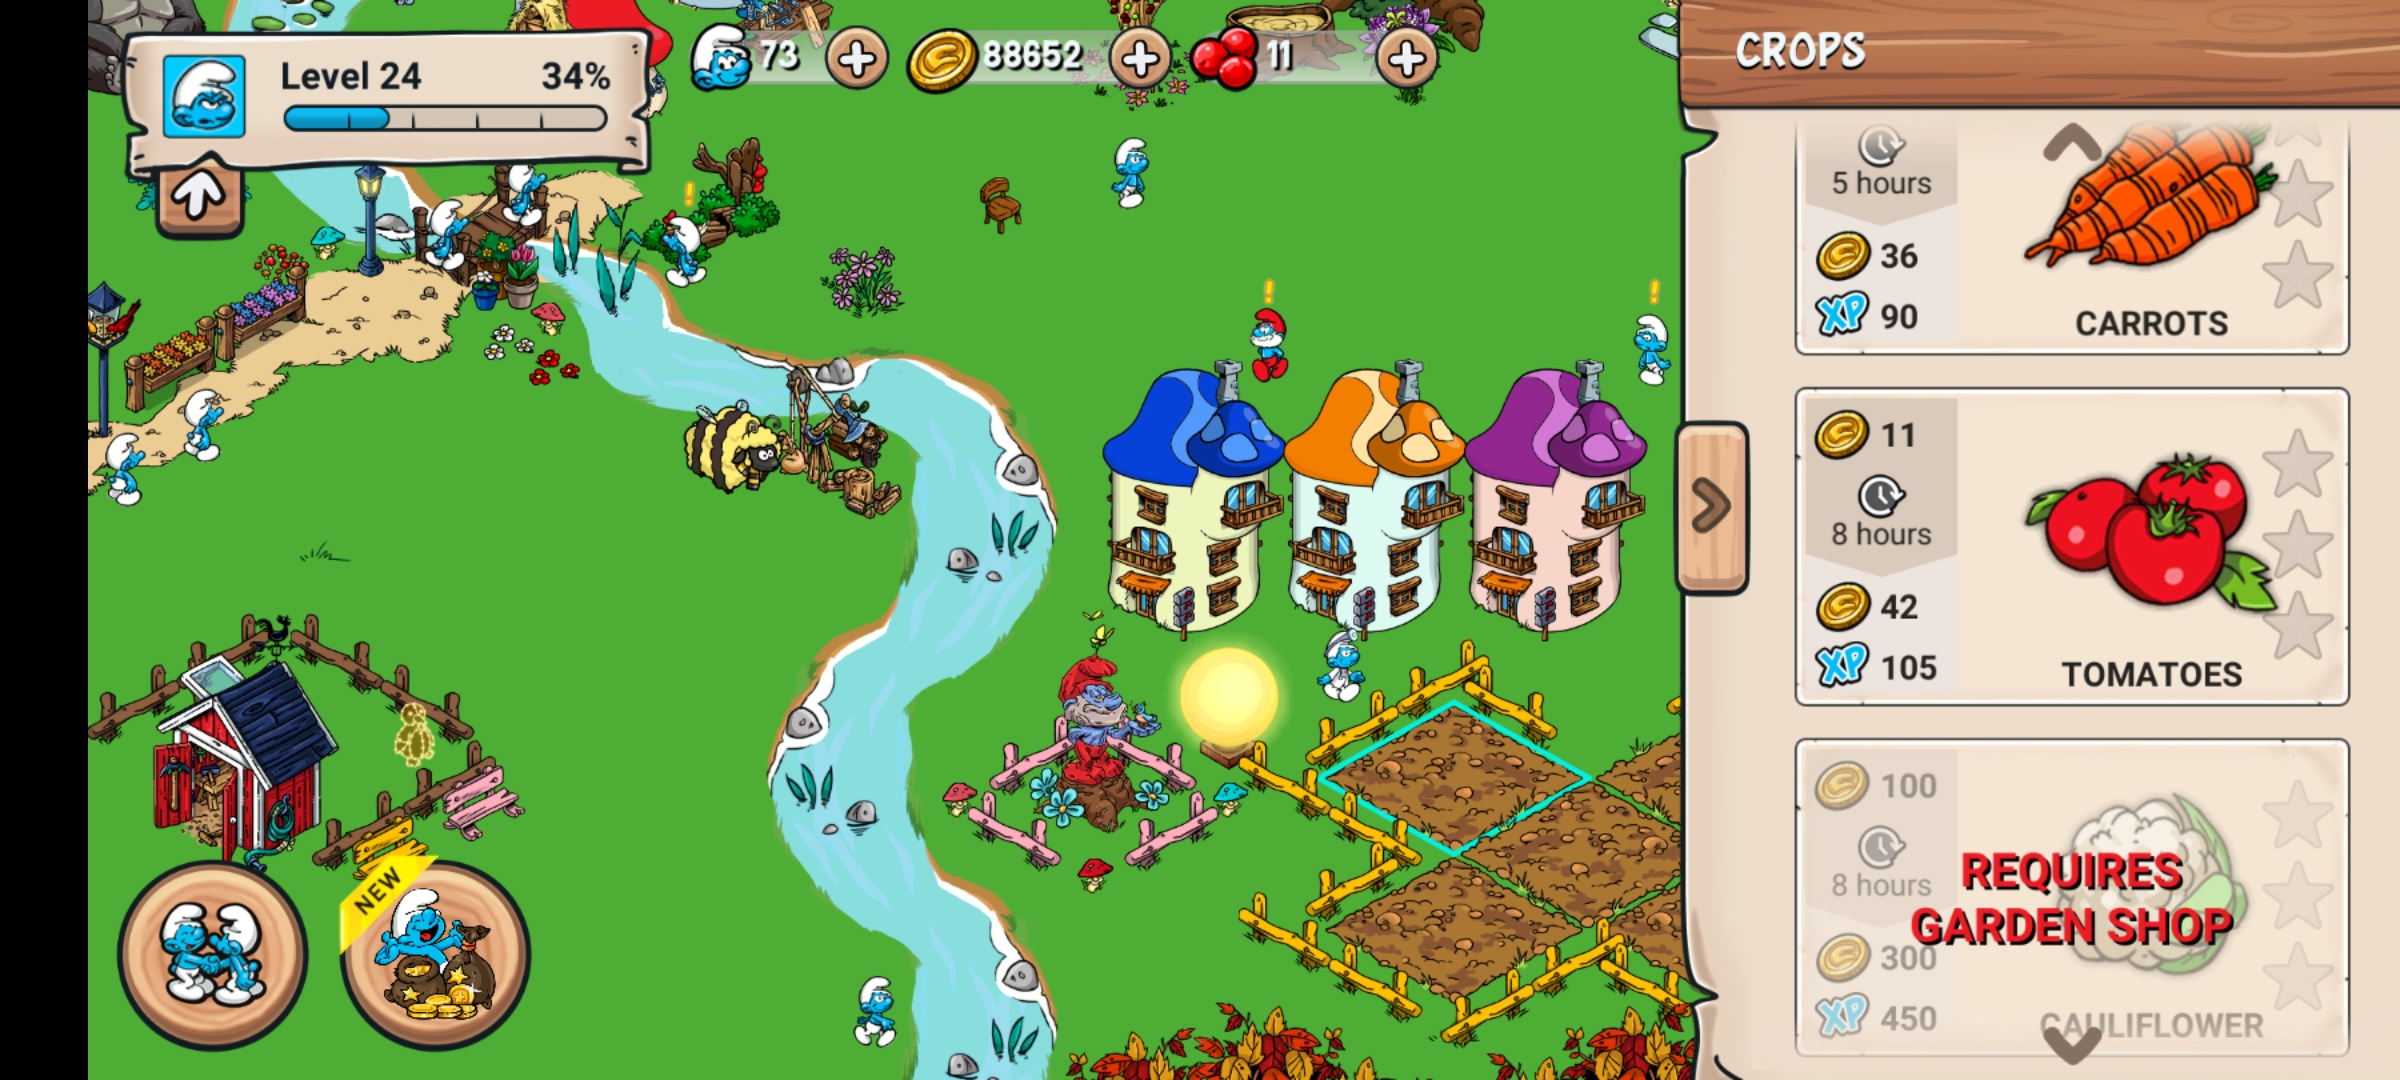 Level 24
34%
73
88652
11
CROPS
5 hours
36
XP 90
CARROTS
11
8 hours
42
XP 105
TOMATOES
100
8 hours
REQUIRES
GARDEN SHOP
300
XP 450
CAULIFLOWER
NEW